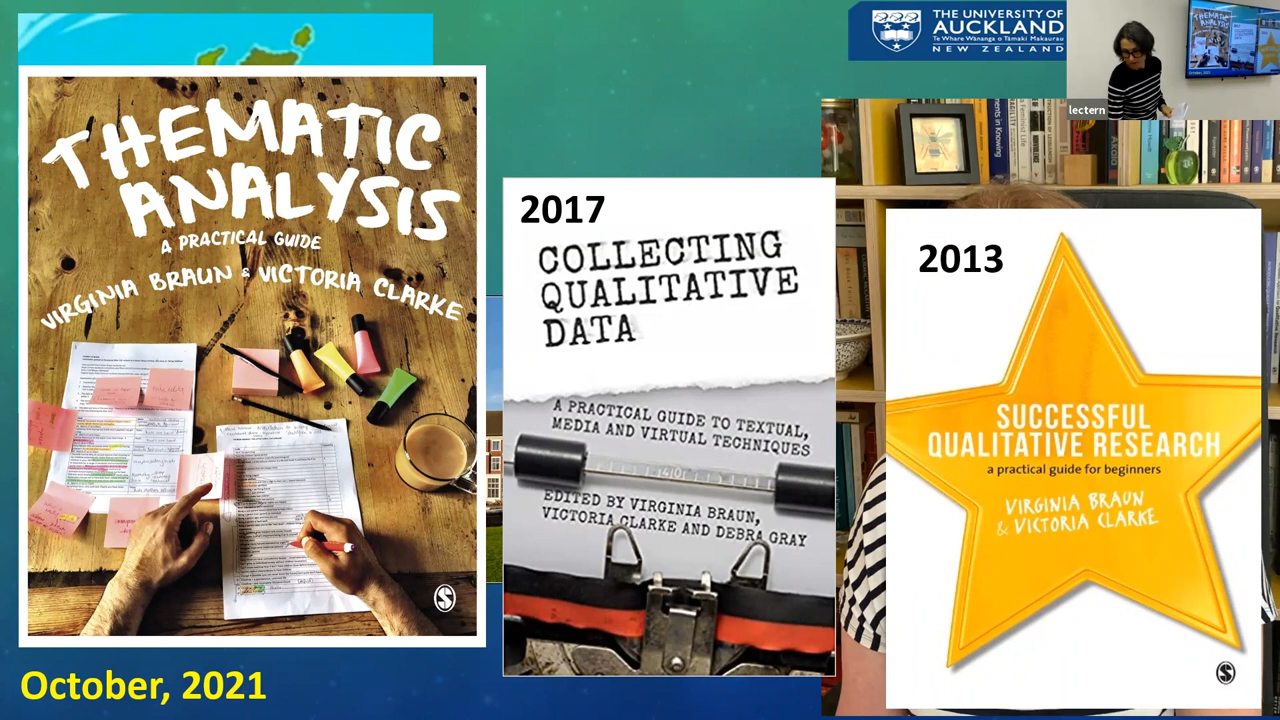 THE UNIVERSITY OF
AUCKLAND
Te Whare Wānanga o Tāmaki Makaurau
NEW ZEALAND
lectern
THEMATIC
ANALYSIS
A PRACTICAL GUIDE
VIRGINIA BRAUN & VICTORIA CLARKE
October, 2021
2017
COLLECTING
QUALITATIVE
DATA
A PRACTICAL GUIDE TO TEXTUAL,
MEDIA AND VIRTUAL TECHNIQUES
EDITED BY VIRGINIA BRAUN,
VICTORIA CLARKE AND DEBRA GRAY
2013
SUCCESSFUL
QUALITATIVE RESEARCH
a practical guide for beginners
VIRGINIA BRAUN
& VICTORIA CLARKE
S
S
THEMATIC
ANALYSIS